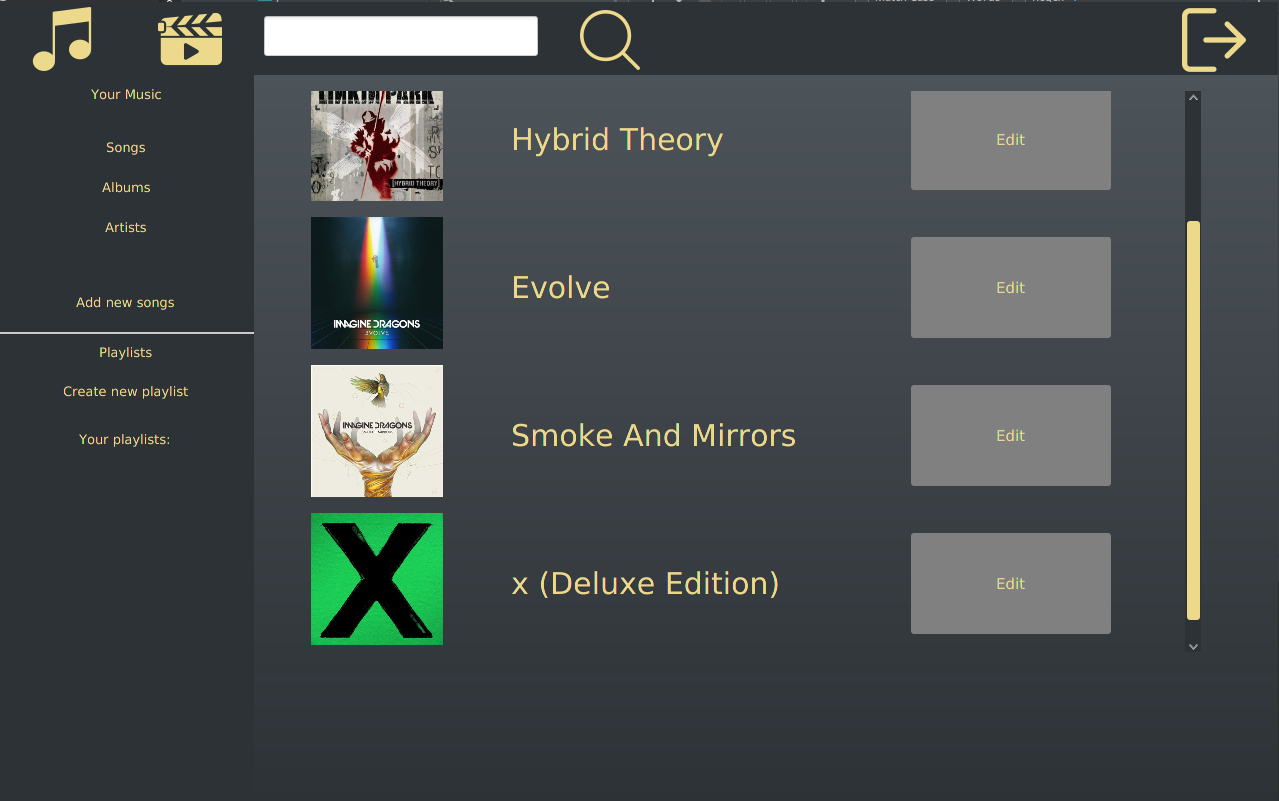 Your Music
Songs
Albums
Artists
Add new songs
Playlists
Create new playlist
Your playlists:
LINKIN PARK
[HYBRID THEORY]
Hybrid Theory
Edit
IMAGINE DRAGONS
EVOLVE
Evolve
Edit
IMAGINE DRAGONS
Smoke And Mirrors
Edit
X
x (Deluxe Edition)
Edit